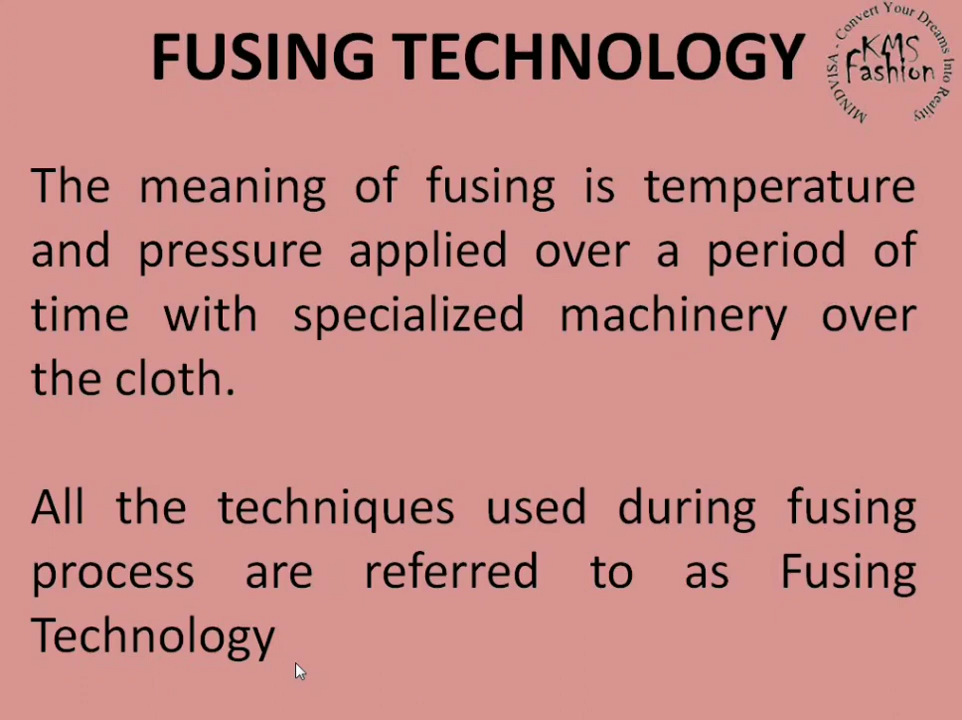 FUSING TECHNOLOGY
MINDVISA - Convert Your Dreams Into Reality
KMS
Fashion
The meaning of fusing is temperature
and pressure applied over a period of
time with specialized machinery over
the cloth.
All the techniques used during fusing
process are referred to as Fusing
Technology